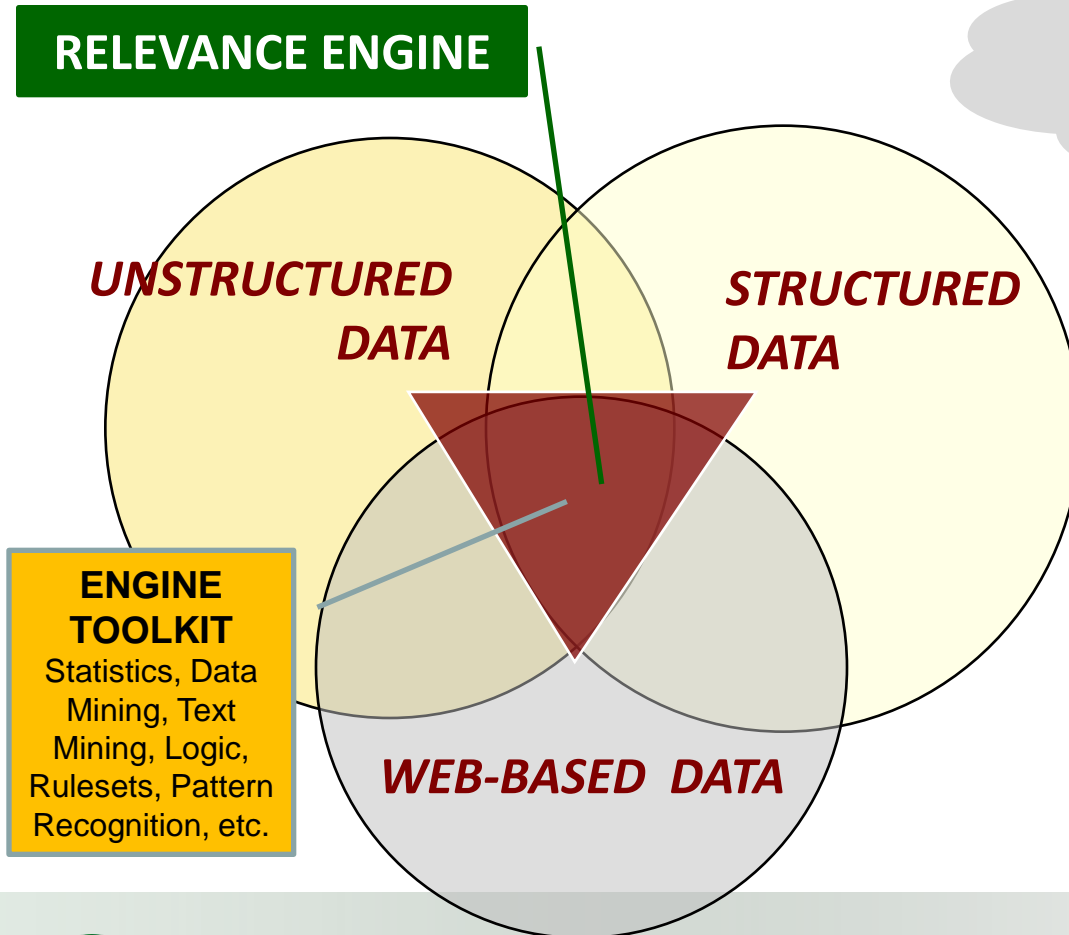 RELEVANCE ENGINE
UNSTRUCTURED
DATA
STRUCTURED
DATA
ENGINE
TOOLKIT
Statistics, Data
Mining, Text
Mining, Logic,
Rulesets, Pattern
Recognition, etc.
WEB-BASED DATA